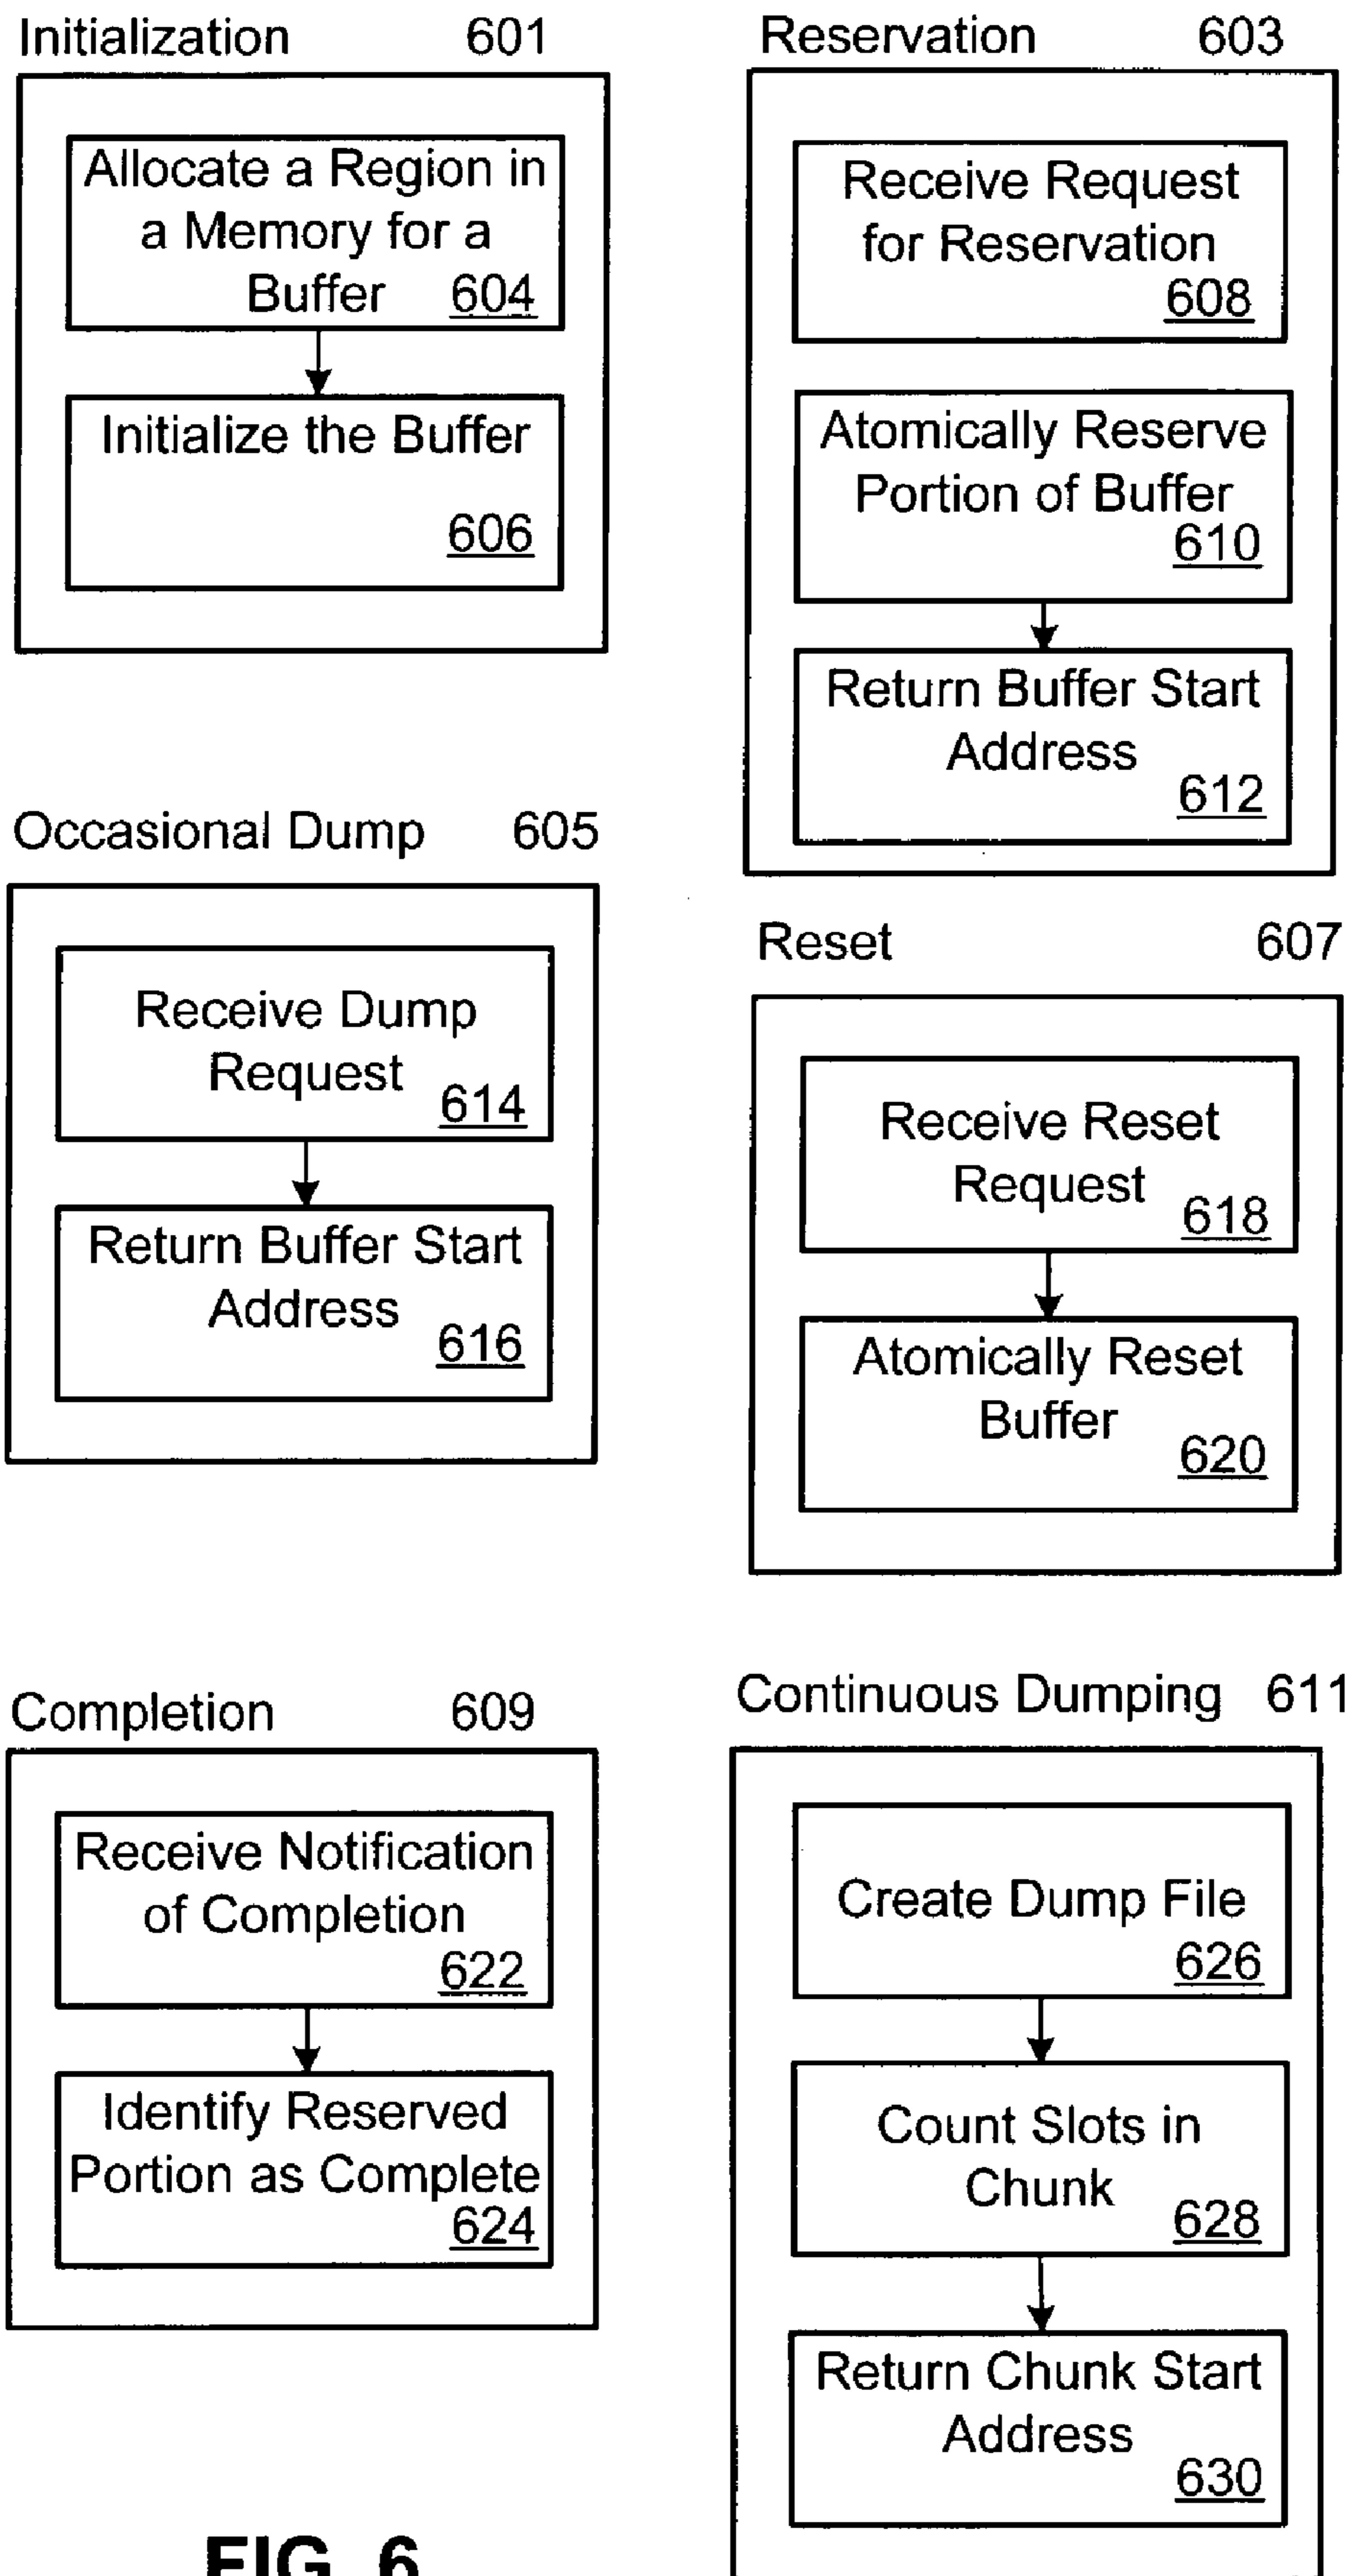 Initialization 601
Allocate a Region in
a Memory for a
Buffer 604
Initialize the Buffer
606
Reservation 603
Receive Request
for Reservation
608
Atomically Reserve
Portion of Buffer
610
Return Buffer Start
Address
612
Occasional Dump 605
Receive Dump
Request
614
Return Buffer Start
Address
616
Reset 607
Receive Reset
Request
618
Atomically Reset
Buffer
620
Completion 609
Receive Notification
of Completion
622
Identify Reserved
Portion as Complete
624
Continuous Dumping 611
Create Dump File
626
Count Slots in
Chunk
628
Return Chunk Start
Address
630
FIG. 6